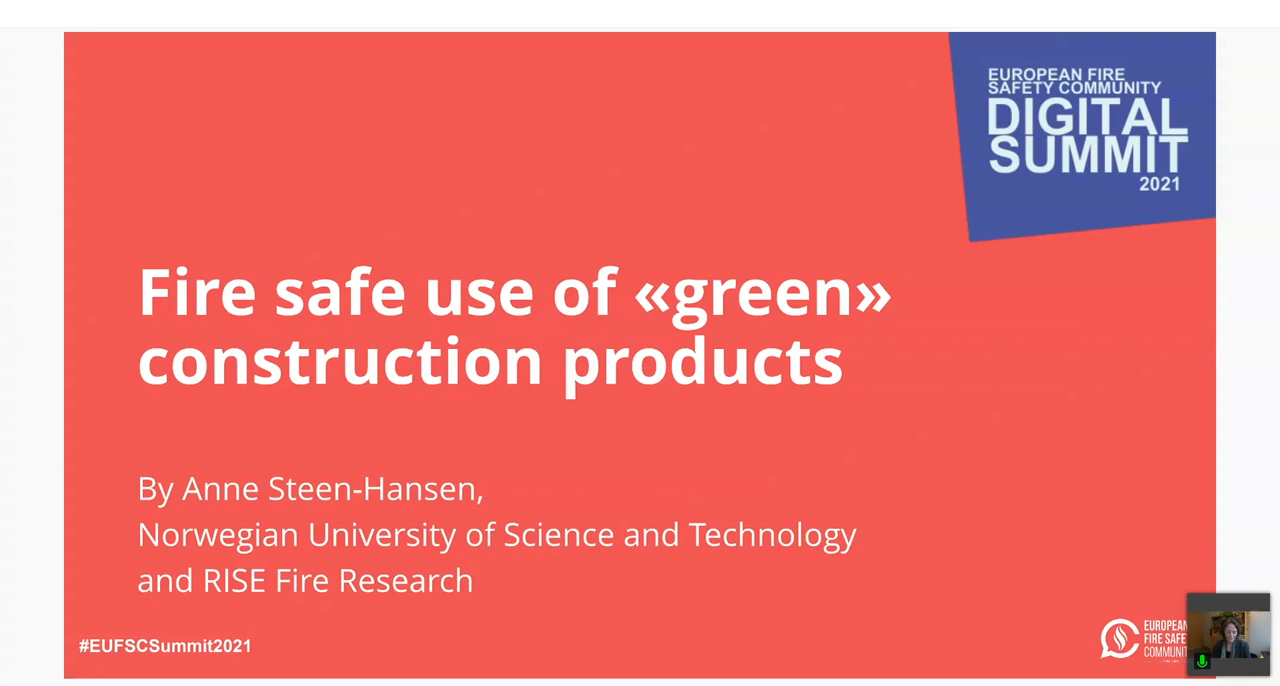 EUROPEAN FIRE
SAFETY COMMUNITY
DIGITAL
SUMMIT
2021
Fire safe use of «green»
construction products
By Anne Steen-Hansen,
Norwegian University of Science and Technology
and RISE Fire Research
#EUFSCSummit2021
EUROPEAN
FIRE SAFE
COMMUNIT